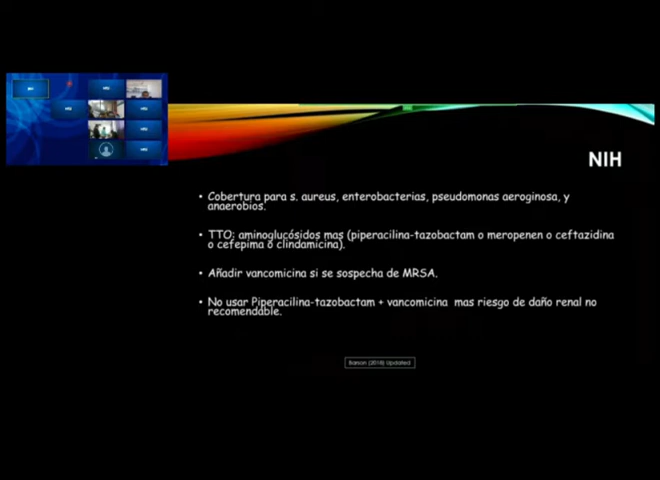 NIH
• Cobertura para s. aureus, enterobacterias, pseudomonas aeroginosa, y
anaerobios.
• TTO: aminoglucósidos mas (piperacilina-tazobactam o meropenen o ceftazidina
o cefepima o clindamicina).
• Añadir vancomicina si se sospecha de MRSA.
• No usar Piperacilina-tazobactam + vancomicina mas riesgo de daño renal no
recomendable.
(2018) Updated